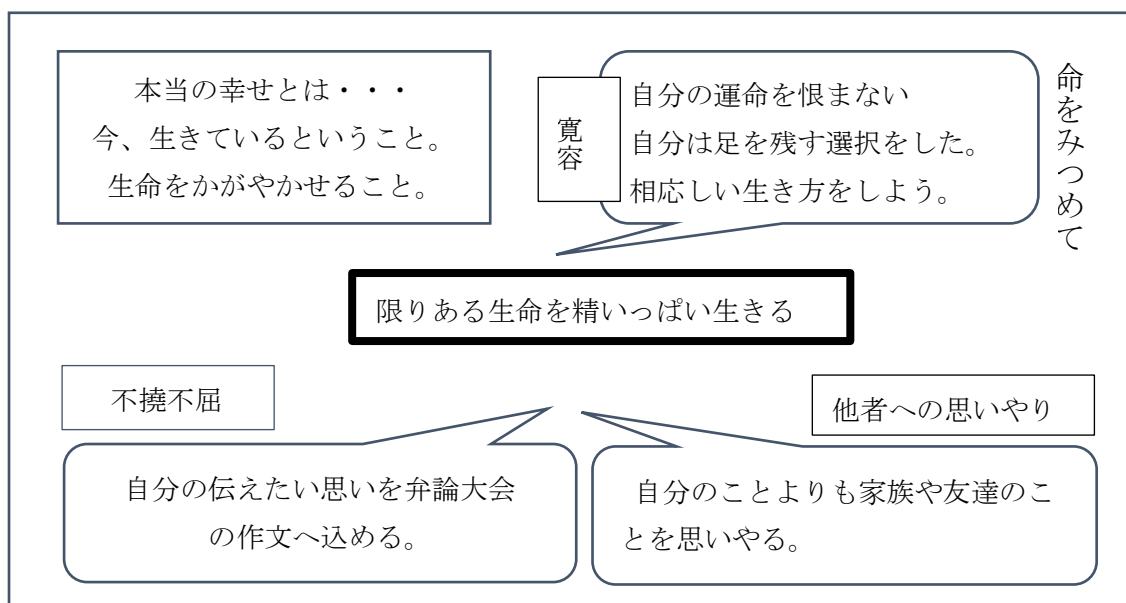 命をみつめて
本当の幸せとは・・・
今、生きているということ。
生命をかがやかせること。
寛容
自分の運命を恨まない
自分は足を残す選択をした。
相応しい生き方をしよう。
限りある生命を精いっぱい生きる
不撓不屈
自分の伝えたい思いを弁論大会
の作文へ込める。
他者への思いやり
自分のことよりも家族や友達のこ
とを思いやる。